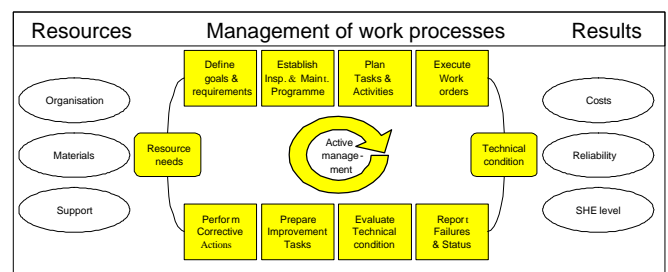 Resources
Management of work processes
Results
Define
goals &
requirements
Establish
Insp. & Maint.
Programme
Plan
Tasks &
Activities
Execute
Work
orders
Organisation
Materials
Support
Resource
needs
Active
manage-
ment
Technical
condition
Costs
Reliability
SHE level
Perform
Corrective
Actions
Prepare
Improvement
Tasks
Evaluate
Technical
condition
Report
Failures
& Status